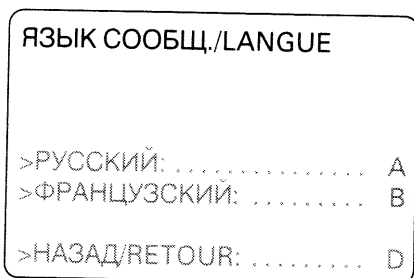 ЯЗЫК СООБЩ./LANGUE
>РУССКИЙ: ............... A
>ФРАНЦУЗСКИЙ: ......... B
>НАЗАД/RETOUR: ......... D